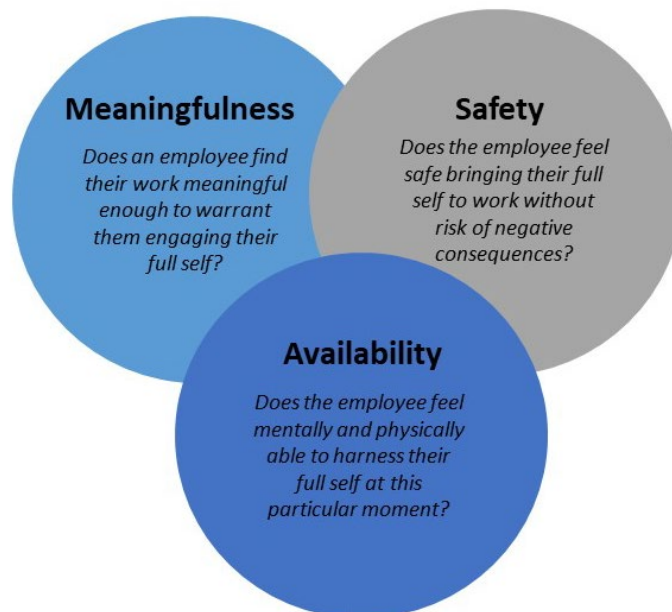 Meaningfulness
Does an employee find
their work meaningful
enough to warrant
them engaging their
full self?
Safety
Does the employee feel
safe bringing their full
self to work without
risk of negative
consequences?
Availability
Does the employee feel
mentally and physically
able to harness their
full self at this
particular moment?